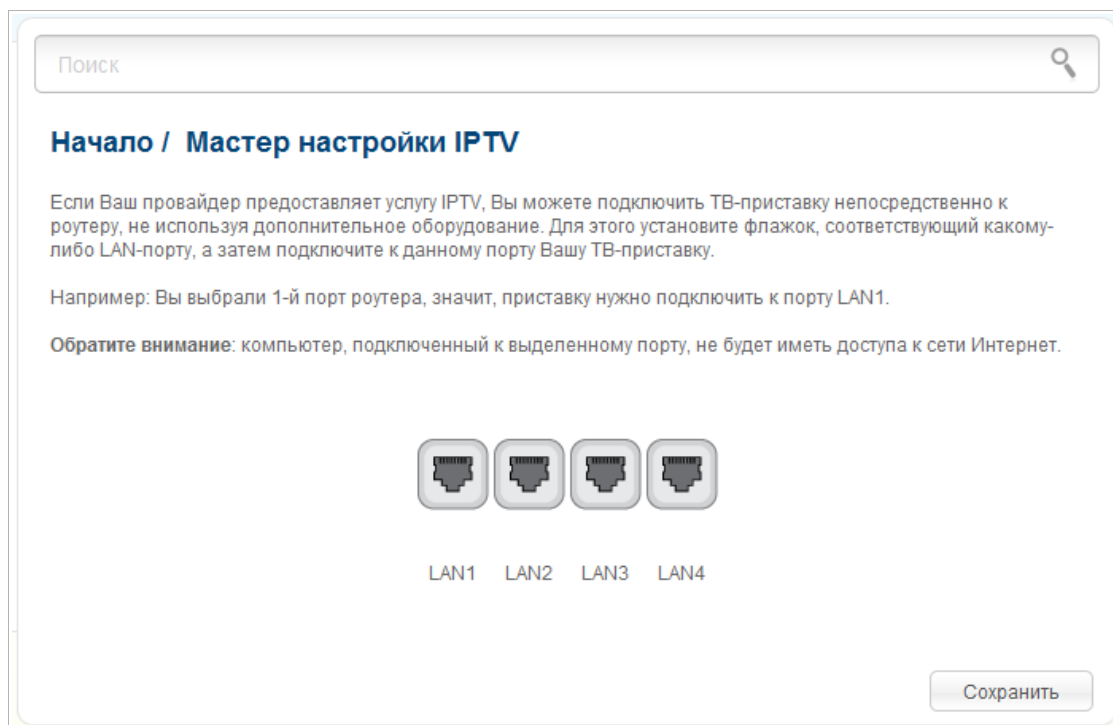 Поиск
Начало / Мастер настройки IPTV
Если Ваш провайдер предоставляет услугу IPTV, Вы можете подключить ТВ-приставку непосредственно к
роутеру, не используя дополнительное оборудование. Для этого установите флажок, соответствующий какому-
либо LAN-порту, а затем подключите к данному порту Вашу ТВ-приставку.
Например: Вы выбрали 1-й порт роутера, значит, приставку нужно подключить к порту LAN1.
Обратите внимание: компьютер, подключенный к выделенному порту, не будет иметь доступа к сети Интернет.
LAN1 LAN2 LAN3 LAN4
Сохранить